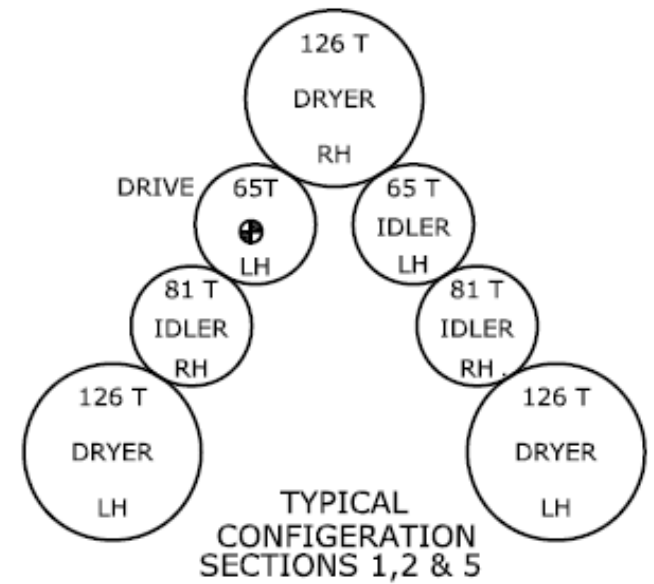 126 T
DRYER
RH
DRIVE
65T
LH
65 T
IDLER
LH
81 T
IDLER
RH
81 T
IDLER
RH .
126 T
DRYER
LH
126 T
DRYER
LH
TYPICAL
CONFIGERATION
SECTIONS 1,2 & 5